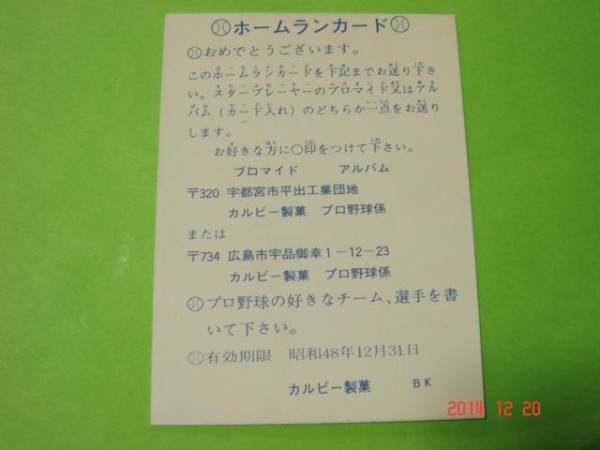 ホームランカード
おめでとうございます。
このホームランカードを下記までお送り下さ
い。スタープレーヤーのブロマイド又はアル
バム(カード入れ)のどちらか一点をお送り
します。
お好きな方に○印をつけて下さい。
ブロマイド アルバム
〒320 宇都宮市平出工業団地
カルビー製菓 プロ野球係
または
〒734 広島市宇品御幸1-12-23
カルビー製菓 プロ野球係
プロ野球の好きなチーム、選手を書
いて下さい。
有効期限 昭和48年12月31日
カルビー製菓 BK
2014 12 20